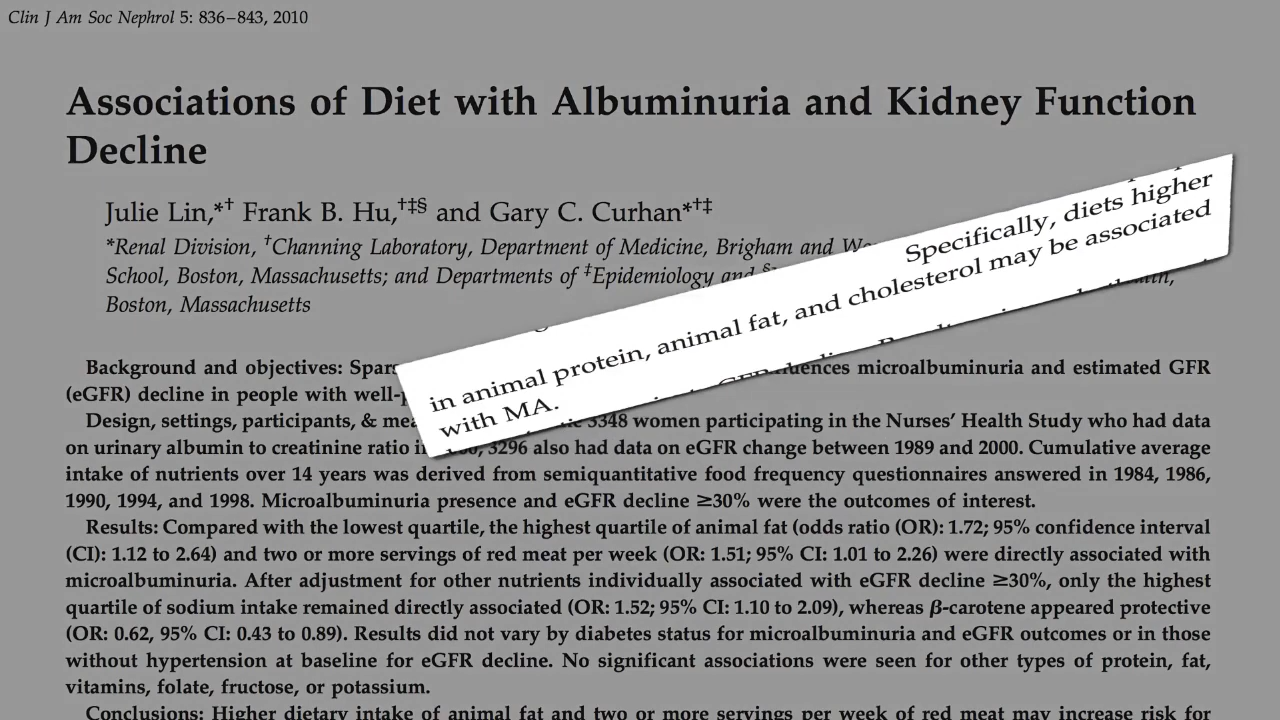 Clin J Am Soc Nephrol 5: 836–843, 2010
Associations of Diet with Albuminuria and Kidney Function
Decline
Julie Lin,*† Frank B. Hu,†‡§ and Gary C. Curhan*†‡
*Renal Division, †Channing Laboratory, Department of Medicine, Brigham and
School, Boston, Massachusetts; and Departments of ‡Epidemiology and
Boston, Massachusetts
Specifically, diets higher
in animal protein, animal fat, and cholesterol may be associated
with MA.
Background and objectives: microalbuminuria and estimated GFR
(eGFR) decline in people with
Design, settings, participants, & 3348 women participating in the Nurses’ Health Study who had data
on urinary albumin to creatinine ratio 3296 also had data on eGFR change between 1989 and 2000. Cumulative average
intake of nutrients over 14 years was derived from semiquantitative food frequency questionnaires answered in 1984, 1986,
1990, 1994, and 1998. Microalbuminuria presence and eGFR decline ≥30% were the outcomes of interest.
Results: Compared with the lowest quartile, the highest quartile of animal fat (odds ratio (OR): 1.72; 95% confidence interval
(CI): 1.12 to 2.64) and two or more servings of red meat per week (OR: 1.51; 95% CI: 1.01 to 2.26) were directly associated with
microalbuminuria. After adjustment for other nutrients individually associated with eGFR decline ≥30%, only the highest
quartile of sodium intake remained directly associated (OR: 1.52; 95% CI: 1.10 to 2.09), whereas β-carotene appeared protective
(OR: 0.62, 95% CI: 0.43 to 0.89). Results did not vary by diabetes status for microalbuminuria and eGFR outcomes or in those
without hypertension at baseline for eGFR decline. No significant associations were seen for other types of protein, fat,
vitamins, folate, fructose, or potassium.
Conclusions: Higher dietary intake of animal fat and two or more servings per week of red meat may increase risk for